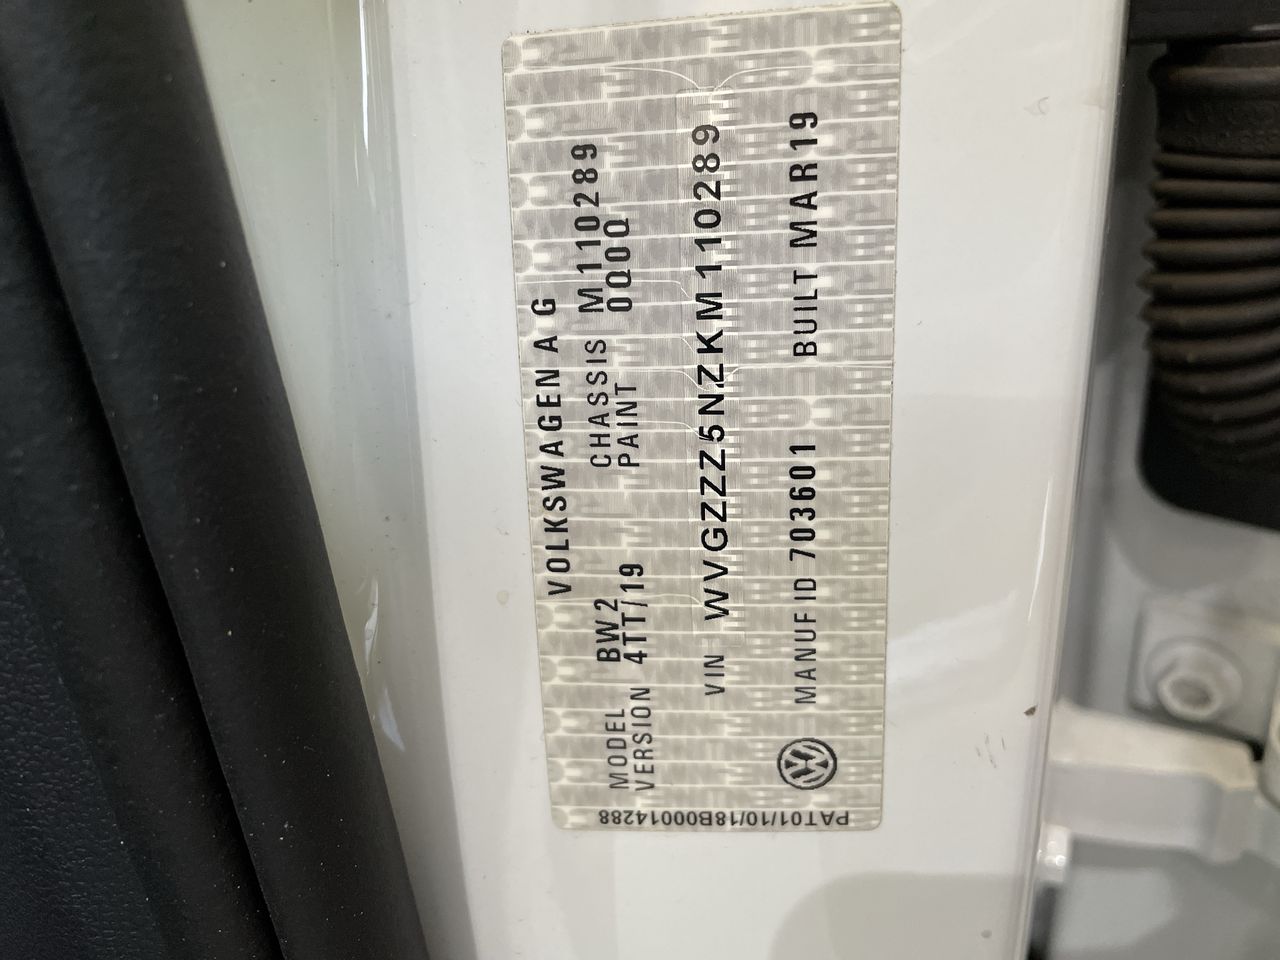 VOLKSWAGEN AG
MODEL BW2 CHASSIS M110289
VERSION 4TT/19 PAINT 0Q0Q
VIN WVGZZZ5NZKM110289
MANUF ID 703601 BUILT MAR19
PAT01/10/18B00014288